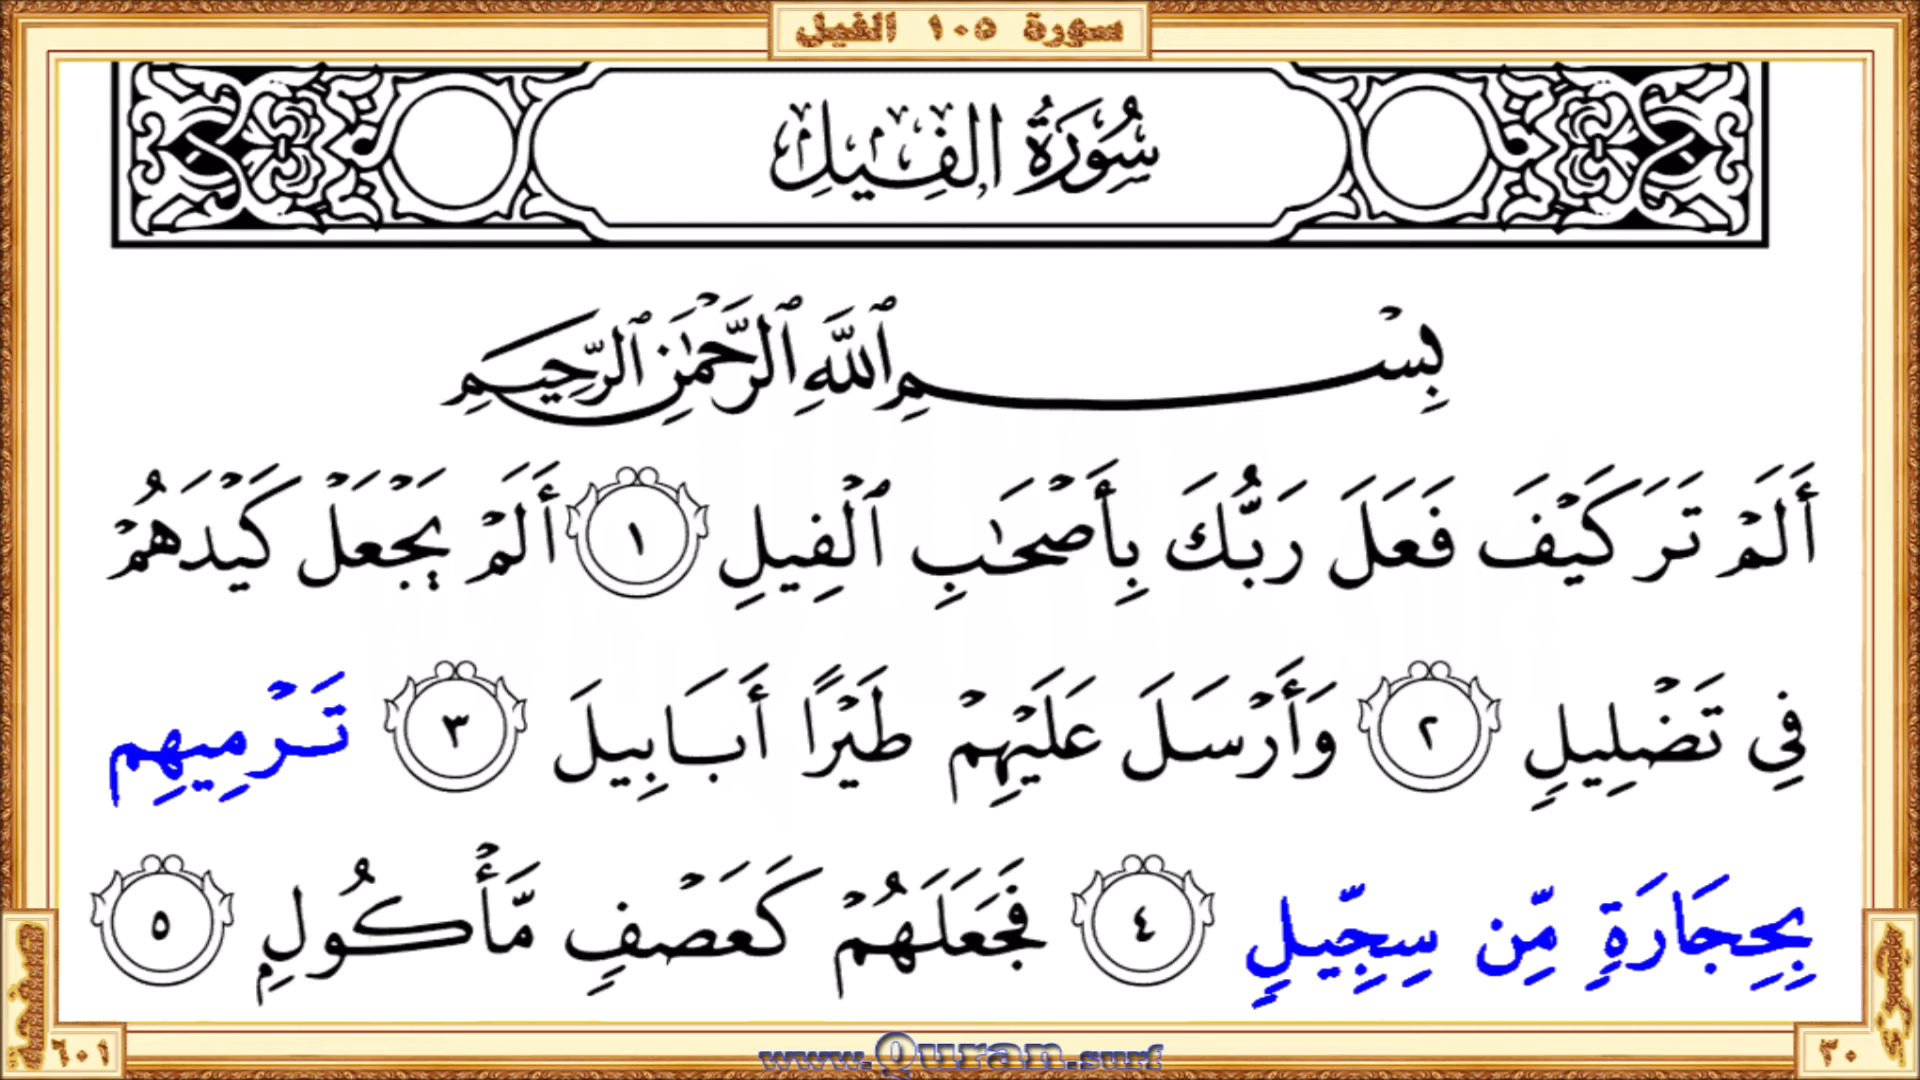 سورة ١٠٥ الفيل
سُورَةُ الفِيلِ
بِسْمِ ٱللَّهِ ٱلرَّحْمَٰنِ ٱلرَّحِيمِ
أَلَمْ تَرَ كَيْفَ فَعَلَ رَبُّكَ بِأَصْحَٰبِ ٱلْفِيلِ ١ أَلَمْ يَجْعَلْ كَيْدَهُمْ
فِي تَضْلِيلٍ ٢ وَأَرْسَلَ عَلَيْهِمْ طَيْرًا أَبَابِيلَ ٣ تَرْمِيهِم
بِحِجَارَةٍ مِّن سِجِّيلٍ ٤ فَجَعَلَهُمْ كَعَصْفٍ مَّأْكُولٍ ٥
صفحة ٦٠١
www.Quran.surf
٣٠